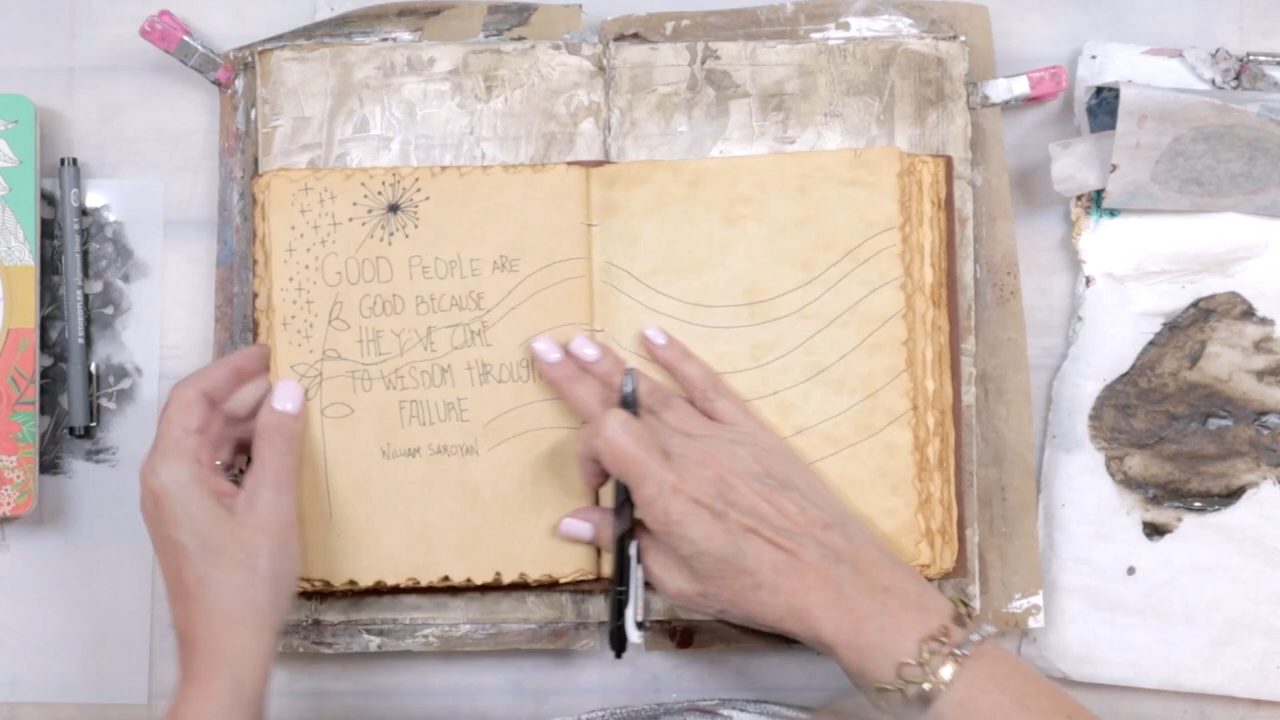 GOOD PEOPLE ARE
GOOD BECAUSE
THEY'VE COME
TO WISDOM THROUGH
FAILURE
WILLIAM SAROYAN